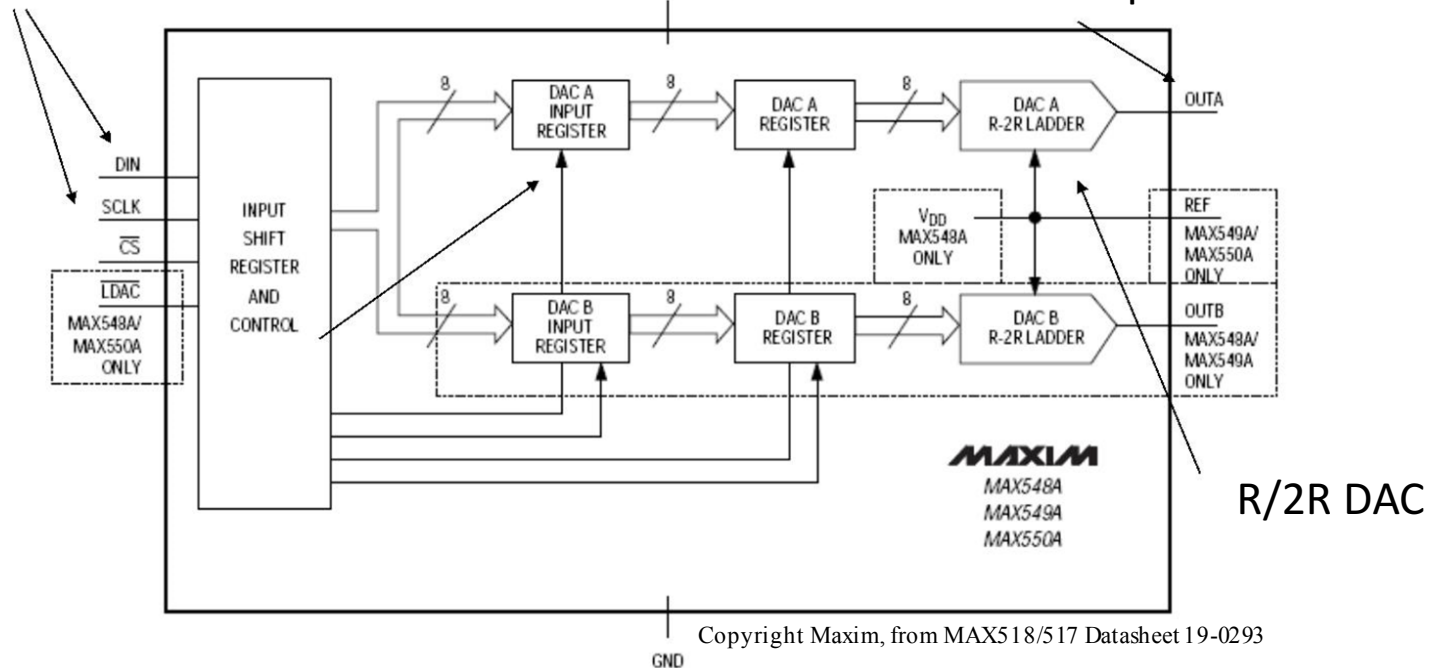 8
DAC A
INPUT
REGISTER
8
DAC A
REGISTER
8
DAC A
R-2R LADDER
OUTA
DIN
SCLK
CS
LDAC
MAX548A/
MAX550A
ONLY
INPUT
SHIFT
REGISTER
AND
CONTROL
VDD
MAX548A
ONLY
REF
MAX549A/
MAX550A
ONLY
8
DAC B
INPUT
REGISTER
8
DAC B
REGISTER
8
DAC B
R-2R LADDER
OUTB
MAX548A/
MAX549A
ONLY
MAXIM
MAX548A
MAX549A
MAX550A
R/2R DAC
Copyright Maxim, from MAX518/517 Datasheet 19-0293
GND